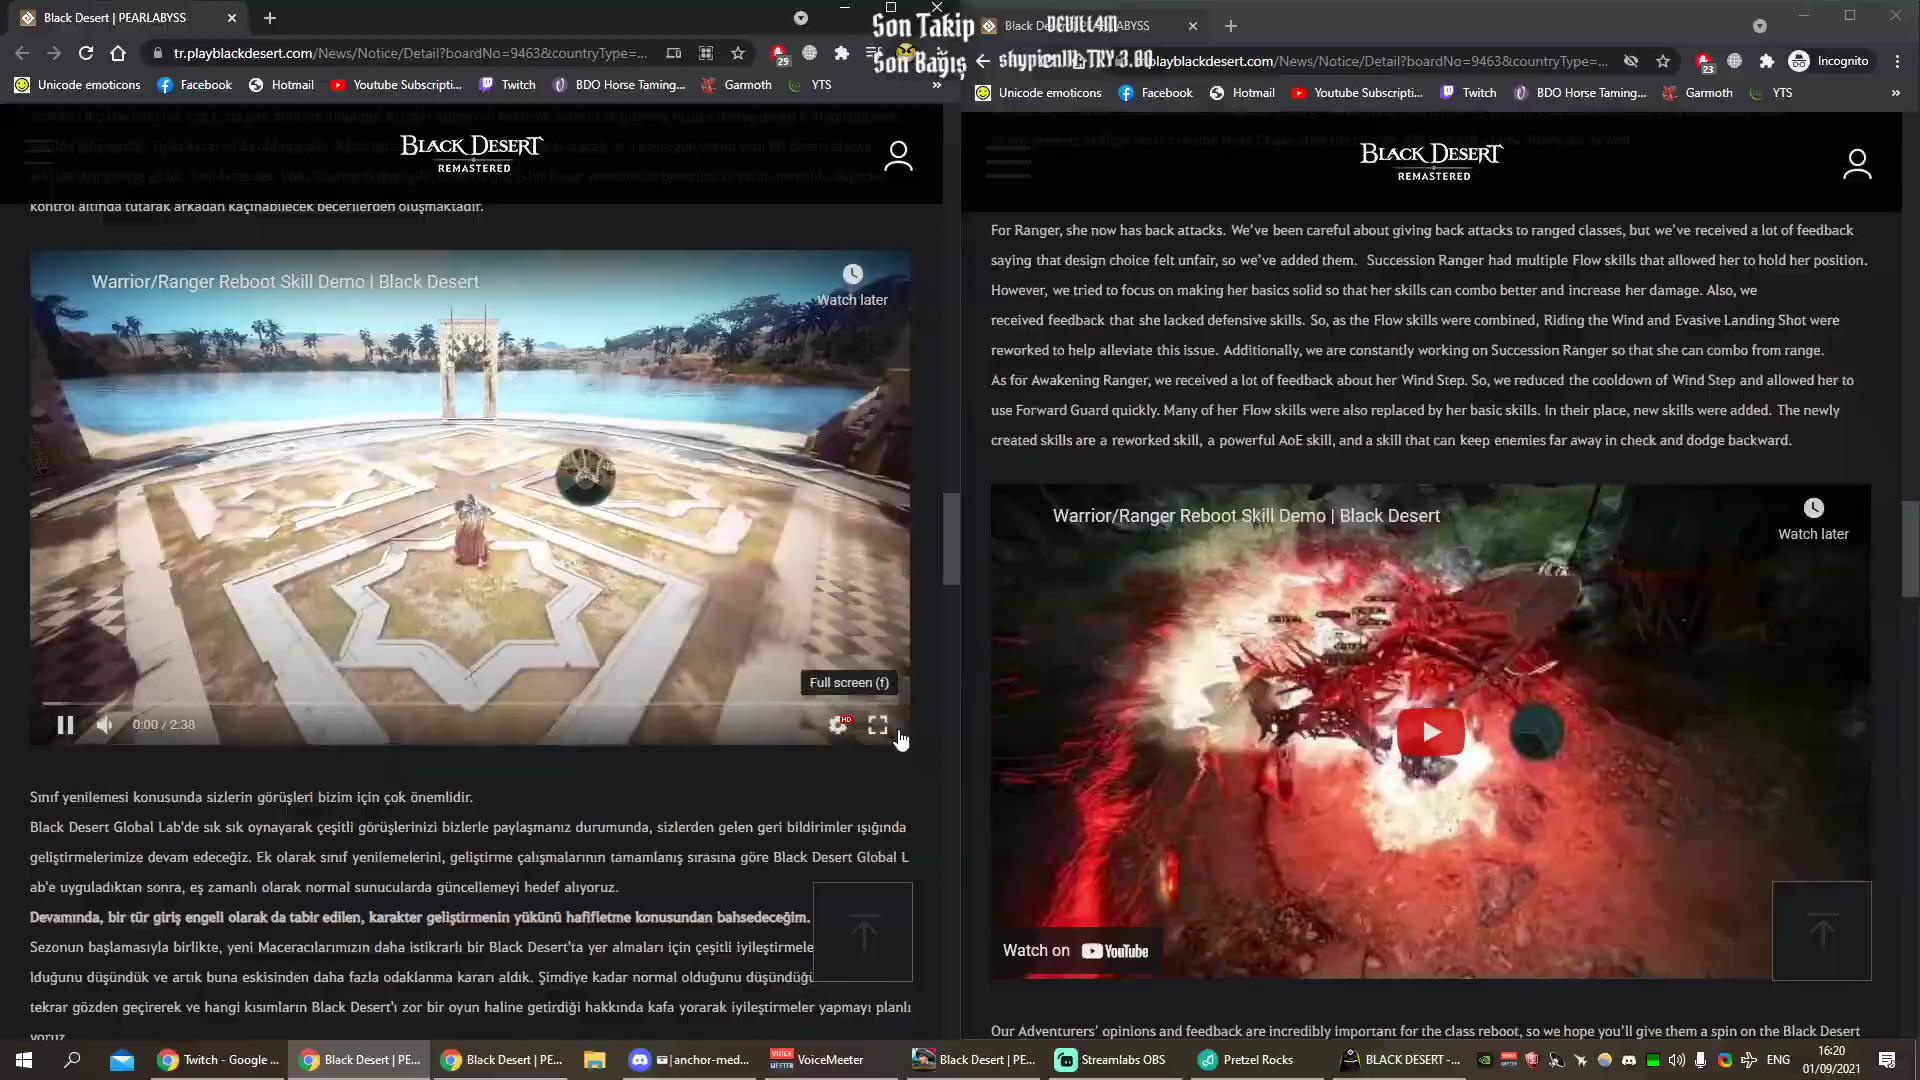 Black Desert | PEARLABYSS
tr.playblackdesert.com/News/Notice/Detail?boardNo=9463&countryType=...
29
Unicode emoticons
Facebook
Hotmail
Youtube Subscripti...
Twitch
BDO Horse Taming...
Garmoth
YTS
»
Son Takip
Son Bagış
BLACK DESERT
REMASTERED
kontrol altında tutarak arkadan kaçınabilecek becerilerden oluşmaktadır.
Warrior/Ranger Reboot Skill Demo | Black Desert
Watch later
Full screen (f)
0:00 / 2:38
HD
Sınıf yenilemesi konusunda sizlerin görüşleri bizim için çok önemlidir.
Black Desert Global Lab'de sık sık oynayarak çeşitli görüşlerinizi bizlerle paylaşmanız durumunda, sizlerden gelen geri bildirimler ışığında
geliştirmelerimize devam edeceğiz. Ek olarak sınıf yenilemelerini, geliştirme çalışmalarının tamamlanış sırasına göre Black Desert Global L
ab'e uyguladıktan sonra, eş zamanlı olarak normal sunucularda güncellemeyi hedef alıyoruz.
Devamında, bir tür giriş engeli olarak da tabir edilen, karakter geliştirmenin yükünü hafifletme konusundan bahsedeceğim.
Sezonun başlamasıyla birlikte, yeni Maceracılarımızın daha istikrarlı bir Black Desert'ta yer almaları için çeşitli iyileştirmele
lduğunu düşündük ve artık buna eskisinden daha fazla odaklanma kararı aldık. Şimdiye kadar normal olduğunu düşündüğü
tekrar gözden geçirerek ve hangi kısımların Black Desert'ı zor bir oyun haline getirdiği hakkında kafa yorarak iyileştirmeler yapmayı planlı
yoruz.
ABYSS
playblackdesert.com/News/Notice/Detail?boardNo=9463&countryType=...
23
Incognito
Unicode emoticons
Facebook
Hotmail
Youtube Subscripti...
Twitch
BDO Horse Taming...
Garmoth
YTS
»
BLACK DESERT
REMASTERED
For Ranger, she now has back attacks. We've been careful about giving back attacks to ranged classes, but we've received a lot of feedback
saying that design choice felt unfair, so we've added them. Succession Ranger had multiple Flow skills that allowed her to hold her position.
However, we tried to focus on making her basics solid so that her skills can combo better and increase her damage. Also, we
received feedback that she lacked defensive skills. So, as the Flow skills were combined, Riding the Wind and Evasive Landing Shot were
reworked to help alleviate this issue. Additionally, we are constantly working on Succession Ranger so that she can combo from range.
As for Awakening Ranger, we received a lot of feedback about her Wind Step. So, we reduced the cooldown of Wind Step and allowed her to
use Forward Guard quickly. Many of her Flow skills were also replaced by her basic skills. In their place, new skills were added. The newly
created skills are a reworked skill, a powerful AoE skill, and a skill that can keep enemies far away in check and dodge backward.
Warrior/Ranger Reboot Skill Demo | Black Desert
Watch later
Watch on YouTube
Our Adventurers' opinions and feedback are incredibly important for the class reboot, so we hope you'll give them a spin on the Black Desert
Twitch - Google ...
Black Desert | PE...
Black Desert | PE...
|anchor-med...
VoiceMeeter
Black Desert | PE...
Streamlabs OBS
Pretzel Rocks
BLACK DESERT -...
ENG
16:20
01/09/2021